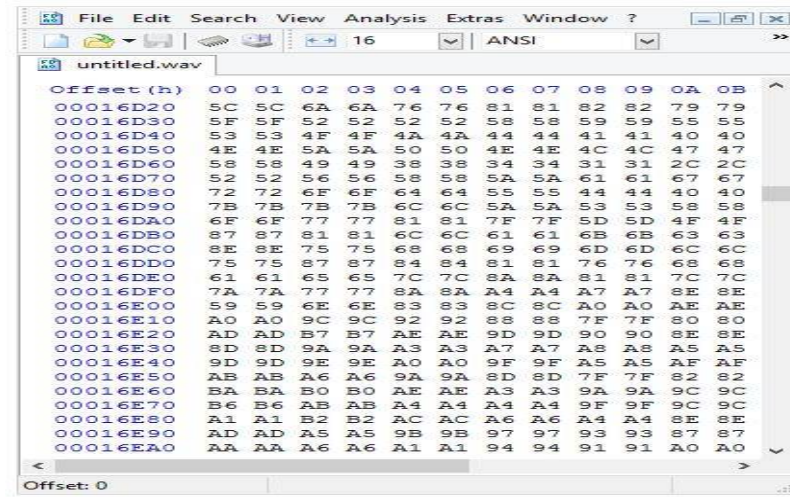 File Edit Search View Analysis Extras Window ?
16 ANSI
untitled.wav
Offset(h) 00 01 02 03 04 05 06 07 08 09 0A 0B
00016D20 5C 5C 6A 6A 76 76 81 81 82 82 79 79
00016D30 5F 5F 52 52 52 52 58 58 59 59 55 55
00016D40 53 53 4F 4F 4A 4A 44 44 41 41 40 40
00016D50 4E 4E 5A 5A 50 50 4E 4E 4C 4C 47 47
00016D60 58 58 49 49 38 38 34 34 31 31 2C 2C
00016D70 52 52 56 56 58 58 5A 5A 61 61 67 67
00016D80 72 72 6F 6F 64 64 55 55 44 44 40 40
00016D90 7B 7B 7B 7B 6C 6C 5A 5A 53 53 58 58
00016DA0 6F 6F 77 77 81 81 7F 7F 5D 5D 4F 4F
00016DB0 87 87 81 81 6C 6C 61 61 6B 6B 63 63
00016DC0 8E 8E 75 75 68 68 69 69 6D 6D 6C 6C
00016DD0 75 75 87 87 84 84 81 81 76 76 68 68
00016DE0 61 61 65 65 7C 7C 8A 8A 81 81 7C 7C
00016DF0 7A 7A 77 77 8A 8A A4 A4 A7 A7 8E 8E
00016E00 59 59 6E 6E 83 83 8C 8C A0 A0 AE AE
00016E10 A0 A0 9C 9C 92 92 88 88 7F 7F 80 80
00016E20 AD AD B7 B7 AE AE 9D 9D 90 90 8E 8E
00016E30 8D 8D 9A 9A A3 A3 A7 A7 A8 A8 A5 A5
00016E40 9D 9D 9E 9E A0 A0 9F 9F A5 A5 AF AF
00016E50 AB AB A6 A6 9A 9A 8D 8D 7F 7F 82 82
00016E60 BA BA B0 B0 AE AE A3 A3 9A 9A 9C 9C
00016E70 B6 B6 AB AB A4 A4 A4 A4 9F 9F 9C 9C
00016E80 A1 A1 B2 B2 AC AC A6 A6 A4 A4 8E 8E
00016E90 AD AD A5 A5 9B 9B 97 97 93 93 87 87
00016EA0 AA AA A6 A6 A1 A1 94 94 91 91 A0 A0
Offset: 0